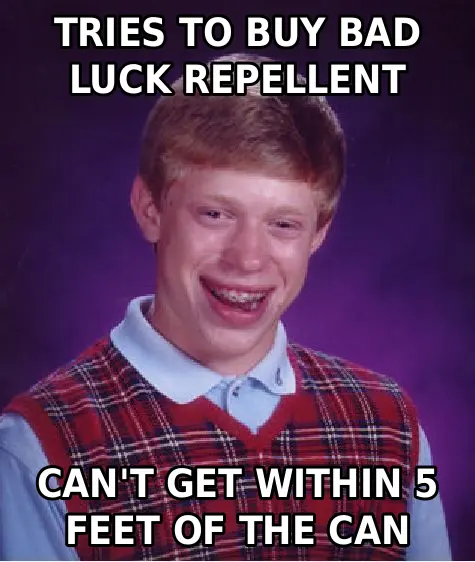 TRIES TO BUY BAD
LUCK REPELLENT
CAN'T GET WITHIN 5
FEET OF THE CAN